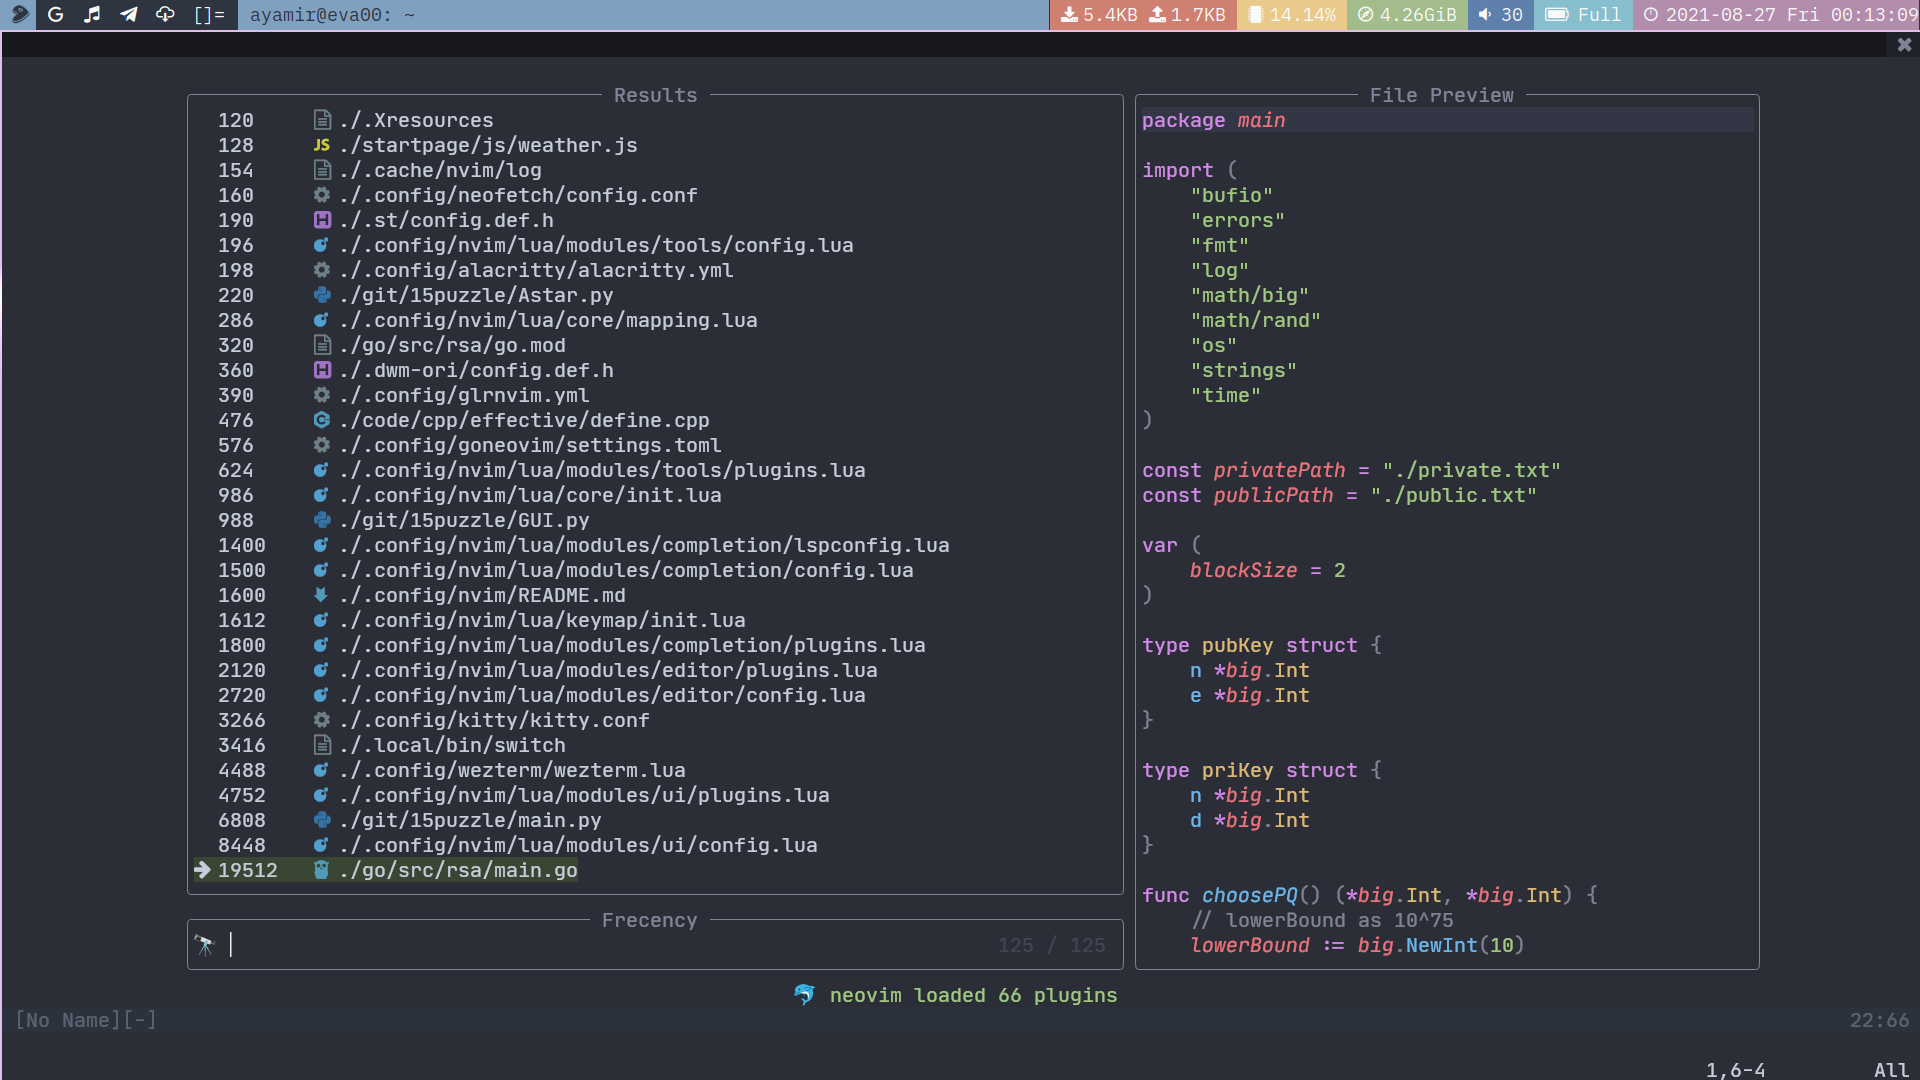 []= ayamir@eva00: ~ 5.4KB 1.7KB 14.14% 4.26GiB 30 Full 2021-08-27 Fri 00:13:09
Results
120 ./.Xresources
128 JS ./startpage/js/weather.js
154 ./.cache/nvim/log
160 ./.config/neofetch/config.conf
190 ./.st/config.def.h
196 ./.config/nvim/lua/modules/tools/config.lua
198 ./.config/alacritty/alacritty.yml
220 ./git/15puzzle/Astar.py
286 ./.config/nvim/lua/core/mapping.lua
320 ./go/src/rsa/go.mod
360 ./.dwm-ori/config.def.h
390 ./.config/glrnvim.yml
476 ./code/cpp/effective/define.cpp
576 ./.config/goneovim/settings.toml
624 ./.config/nvim/lua/modules/tools/plugins.lua
986 ./.config/nvim/lua/core/init.lua
988 ./git/15puzzle/GUI.py
1400 ./.config/nvim/lua/modules/completion/lspconfig.lua
1500 ./.config/nvim/lua/modules/completion/config.lua
1600 ./.config/nvim/README.md
1612 ./.config/nvim/lua/keymap/init.lua
1800 ./.config/nvim/lua/modules/completion/plugins.lua
2120 ./.config/nvim/lua/modules/editor/plugins.lua
2720 ./.config/nvim/lua/modules/editor/config.lua
3266 ./.config/kitty/kitty.conf
3416 ./.local/bin/switch
4488 ./.config/wezterm/wezterm.lua
4752 ./.config/nvim/lua/modules/ui/plugins.lua
6808 ./git/15puzzle/main.py
8448 ./.config/nvim/lua/modules/ui/config.lua
19512 ./go/src/rsa/main.go
Frecency
125 / 125
File Preview
package main
import (
"bufio"
"errors"
"fmt"
"log"
"math/big"
"math/rand"
"os"
"strings"
"time"
)
const privatePath = "./private.txt"
const publicPath = "./public.txt"
var (
blockSize = 2
)
type pubKey struct {
n *big.Int
e *big.Int
}
type priKey struct {
n *big.Int
d *big.Int
}
func choosePQ() (*big.Int, *big.Int) {
// lowerBound as 10^75
lowerBound := big.NewInt(10)
neovim loaded 66 plugins
[No Name][-] 22:66
1,6-4 All